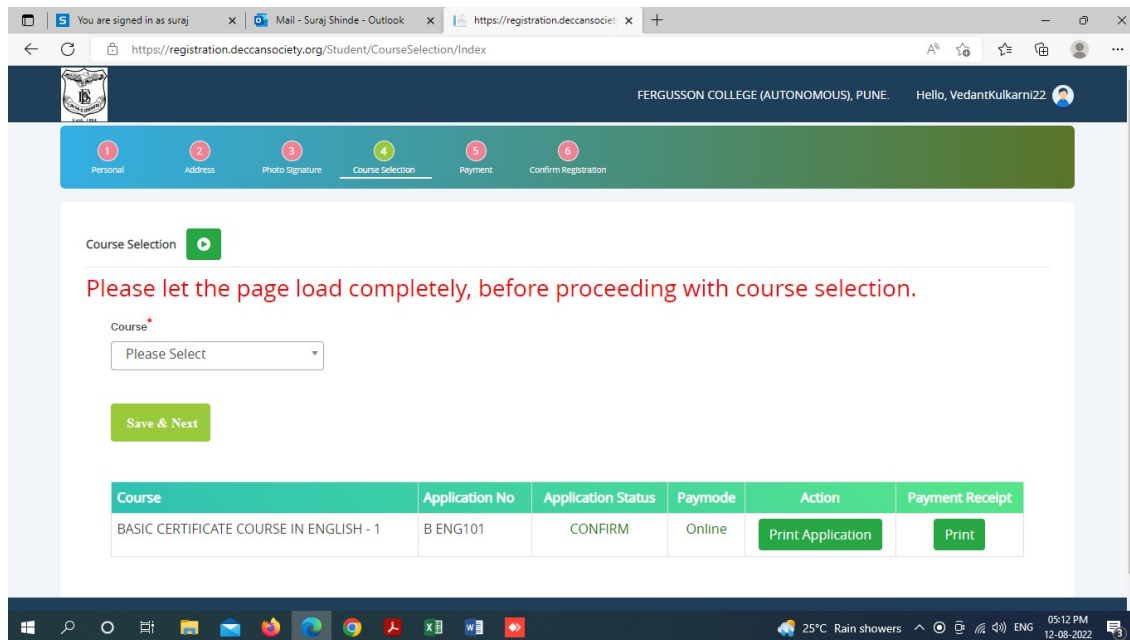 You are signed in as suraj
Mail - Suraj Shinde - Outlook
https://registration.deccansociet
https://registration.deccansociety.org/Student/CourseSelection/Index
FERGUSSON COLLEGE (AUTONOMOUS), PUNE. Hello, VedantKulkarni22
1 2 3 4 5 6
Personal Address Photo Signature Course Selection Payment Confirm Registration
Course Selection
Please let the page load completely, before proceeding with course selection.
Course*
Please Select
Save & Next
Course Application No Application Status Paymode Action Payment Receipt
BASIC CERTIFICATE COURSE IN ENGLISH - 1 B ENG101 CONFIRM Online Print Application Print
25°C Rain showers ENG 05:12 PM
12-08-2022